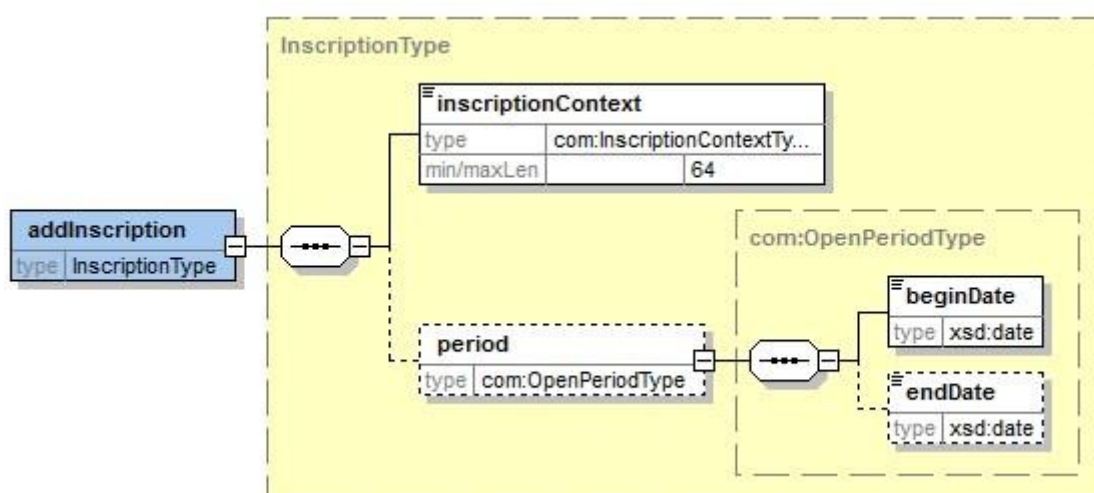 InscriptionType
inscriptionContext
type com:InscriptionContextTy...
min/maxLen 64
addInscription
type InscriptionType
com:OpenPeriodType
beginDate
type xsd:date
period
type com:OpenPeriodType
endDate
type xsd:date